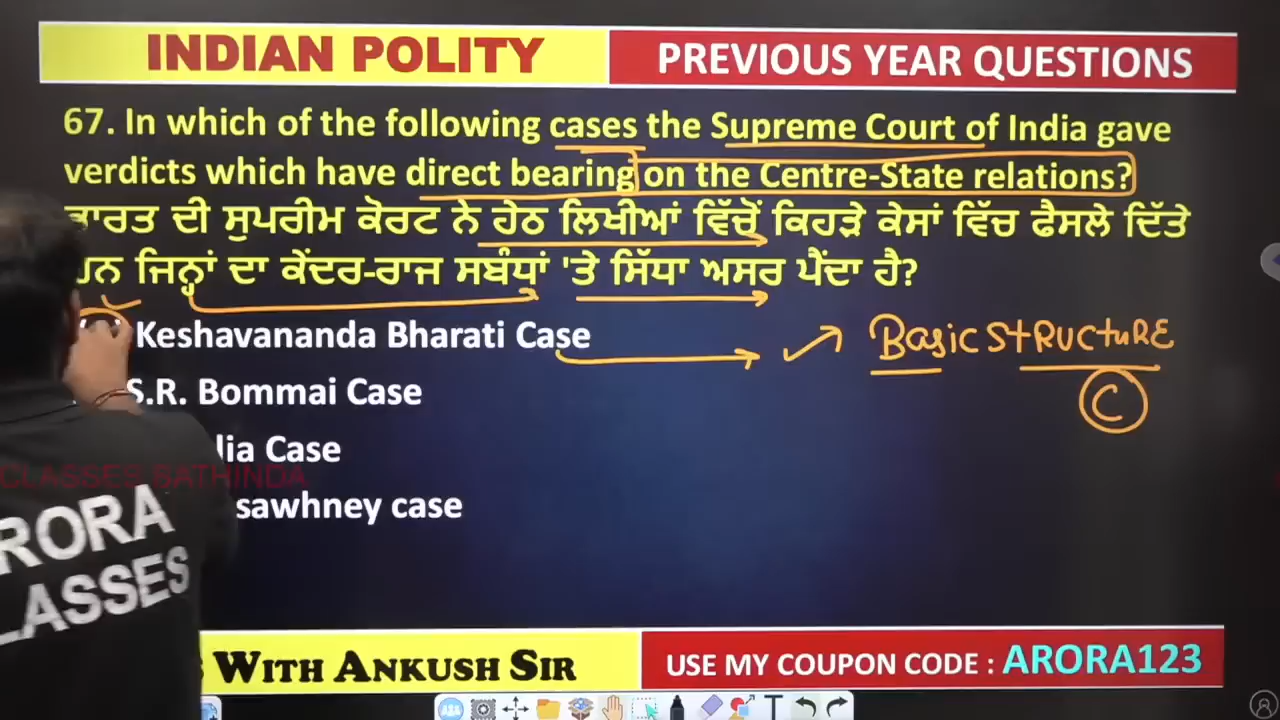 INDIAN POLITY
PREVIOUS YEAR QUESTIONS
67. In which of the following cases the Supreme Court of India gave
verdicts which have direct bearing on the Centre-State relations?
ਭਾਰਤ ਦੀ ਸੁਪਰੀਮ ਕੋਰਟ ਨੇ ਹੇਠ ਲਿਖੀਆਂ ਵਿੱਚੋਂ ਕਿਹੜੇ ਕੇਸਾਂ ਵਿੱਚ ਫੈਸਲੇ ਦਿੱਤੇ
ਹਨ ਜਿਨ੍ਹਾਂ ਦਾ ਕੇਂਦਰ-ਰਾਜ ਸਬੰਧਾਂ 'ਤੇ ਸਿੱਧਾ ਅਸਰ ਪੈਂਦਾ ਹੈ?
Keshavananda Bharati Case
Basic STRUCTURE
C
S.R. Bommai Case
lia Case
sawhney case
CLASSES BATHINDA
RORA
LASSES
WITH ANKUSH SIR
USE MY COUPON CODE : ARORA123